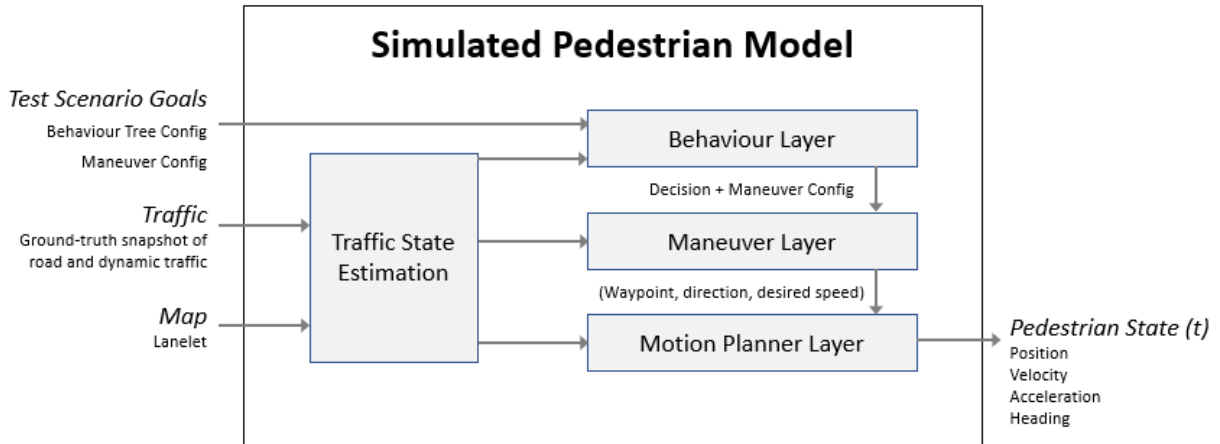 Simulated Pedestrian Model
Test Scenario Goals
Behaviour Tree Config
Maneuver Config
Traffic
Ground-truth snapshot of
road and dynamic traffic
Map
Lanelet
Traffic State
Estimation
Behaviour Layer
Decision + Maneuver Config
Maneuver Layer
(Waypoint, direction, desired speed)
Motion Planner Layer
Pedestrian State (t)
Position
Velocity
Acceleration
Heading